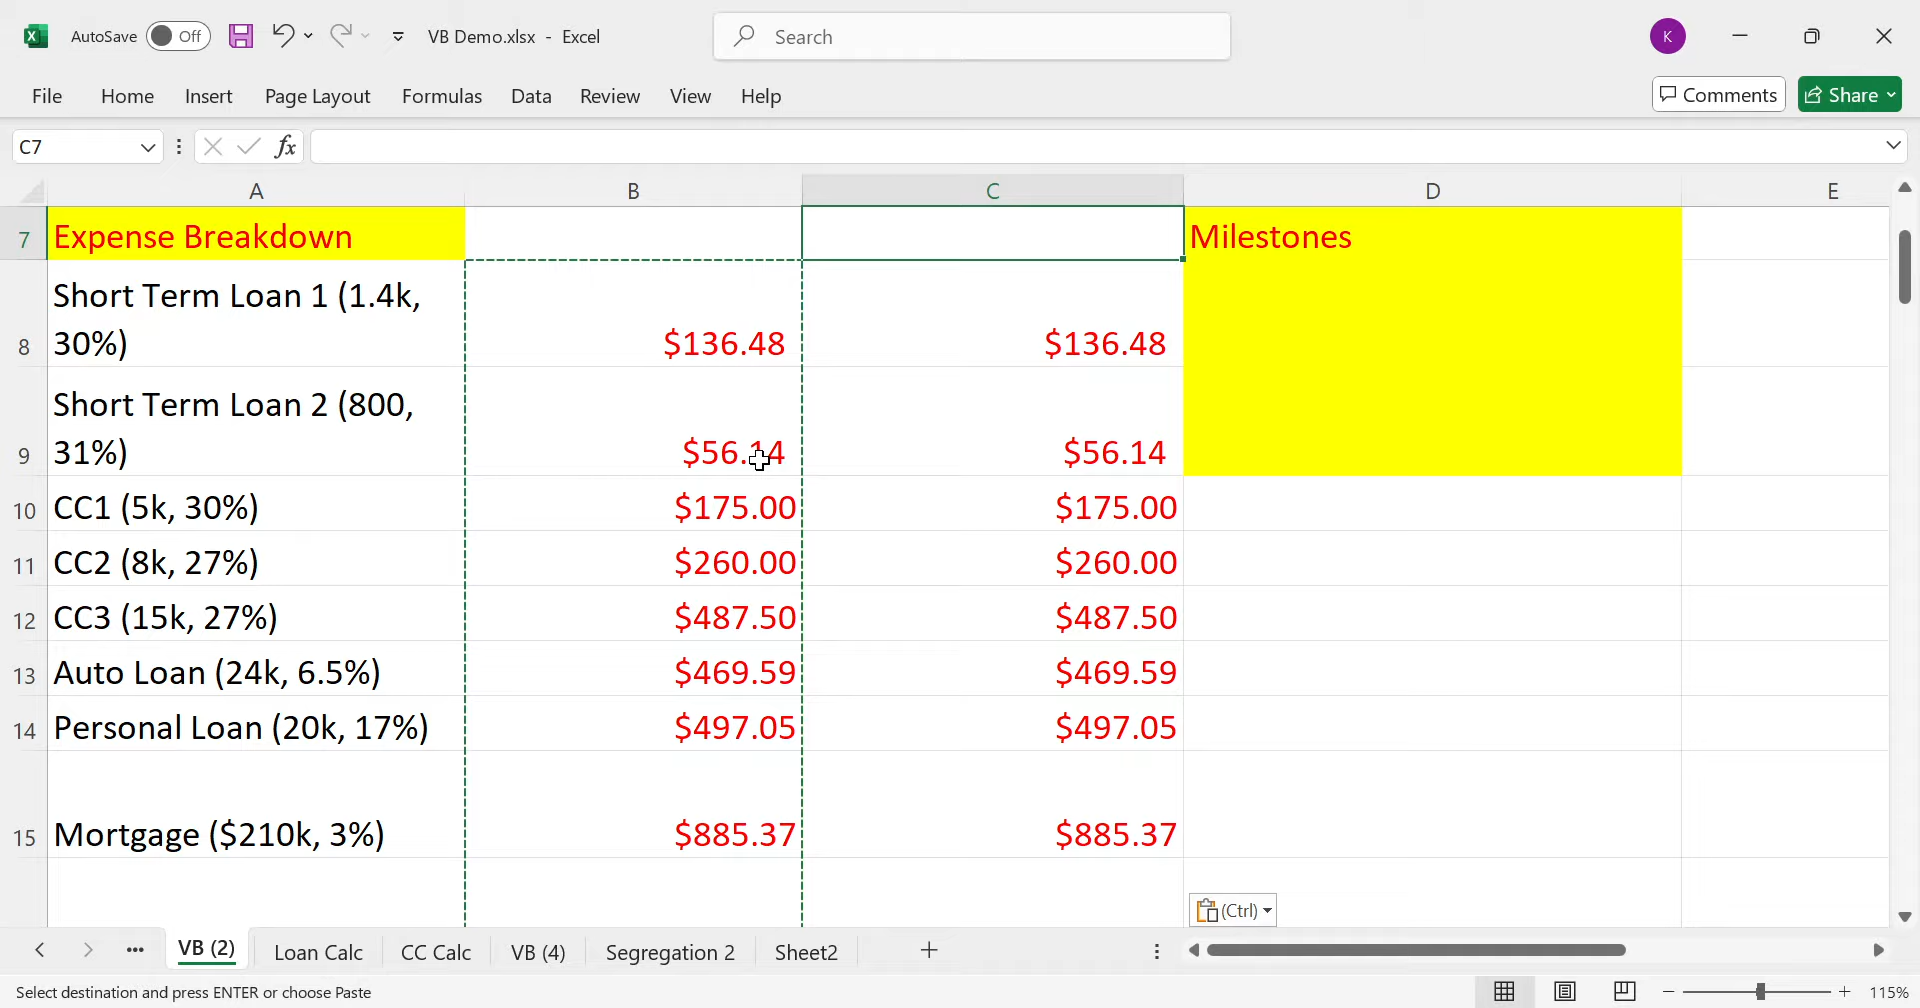 AutoSave Off VB Demo.xlsx - Excel Search K
File Home Insert Page Layout Formulas Data Review View Help Comments Share
C7 fx
A B C D E
7 Expense Breakdown Milestones
Short Term Loan 1 (1.4k,
8 30%) $136.48 $136.48
Short Term Loan 2 (800,
9 31%) $56.14 $56.14
10 CC1 (5k, 30%) $175.00 $175.00
11 CC2 (8k, 27%) $260.00 $260.00
12 CC3 (15k, 27%) $487.50 $487.50
13 Auto Loan (24k, 6.5%) $469.59 $469.59
14 Personal Loan (20k, 17%) $497.05 $497.05
15 Mortgage ($210k, 3%) $885.37 $885.37
(Ctrl)
VB (2) Loan Calc CC Calc VB (4) Segregation 2 Sheet2
Select destination and press ENTER or choose Paste 115%